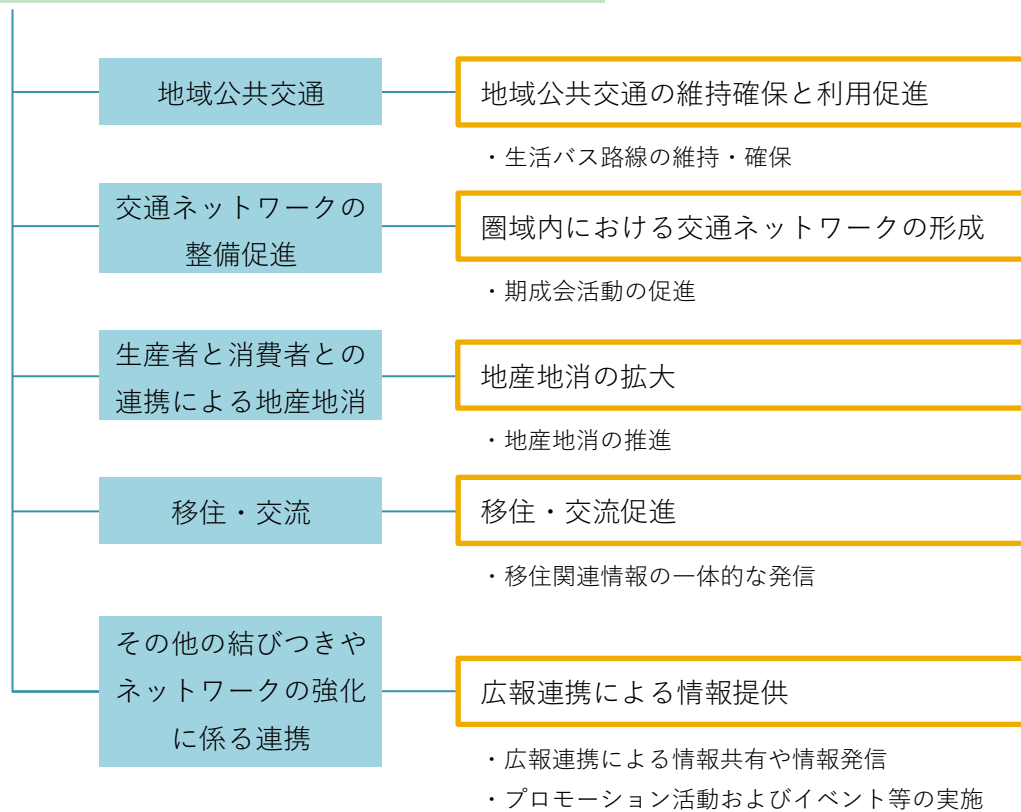 地域公共交通
地域公共交通の維持確保と利用促進
・生活バス路線の維持・確保
交通ネットワークの
整備促進
圏域内における交通ネットワークの形成
・期成会活動の促進
生産者と消費者との
連携による地産地消
地産地消の拡大
・地産地消の推進
移住・交流
移住・交流促進
・移住関連情報の一体的な発信
その他の結びつきや
ネットワークの強化
に係る連携
広報連携による情報提供
・広報連携による情報共有や情報発信
・プロモーション活動およびイベント等の実施